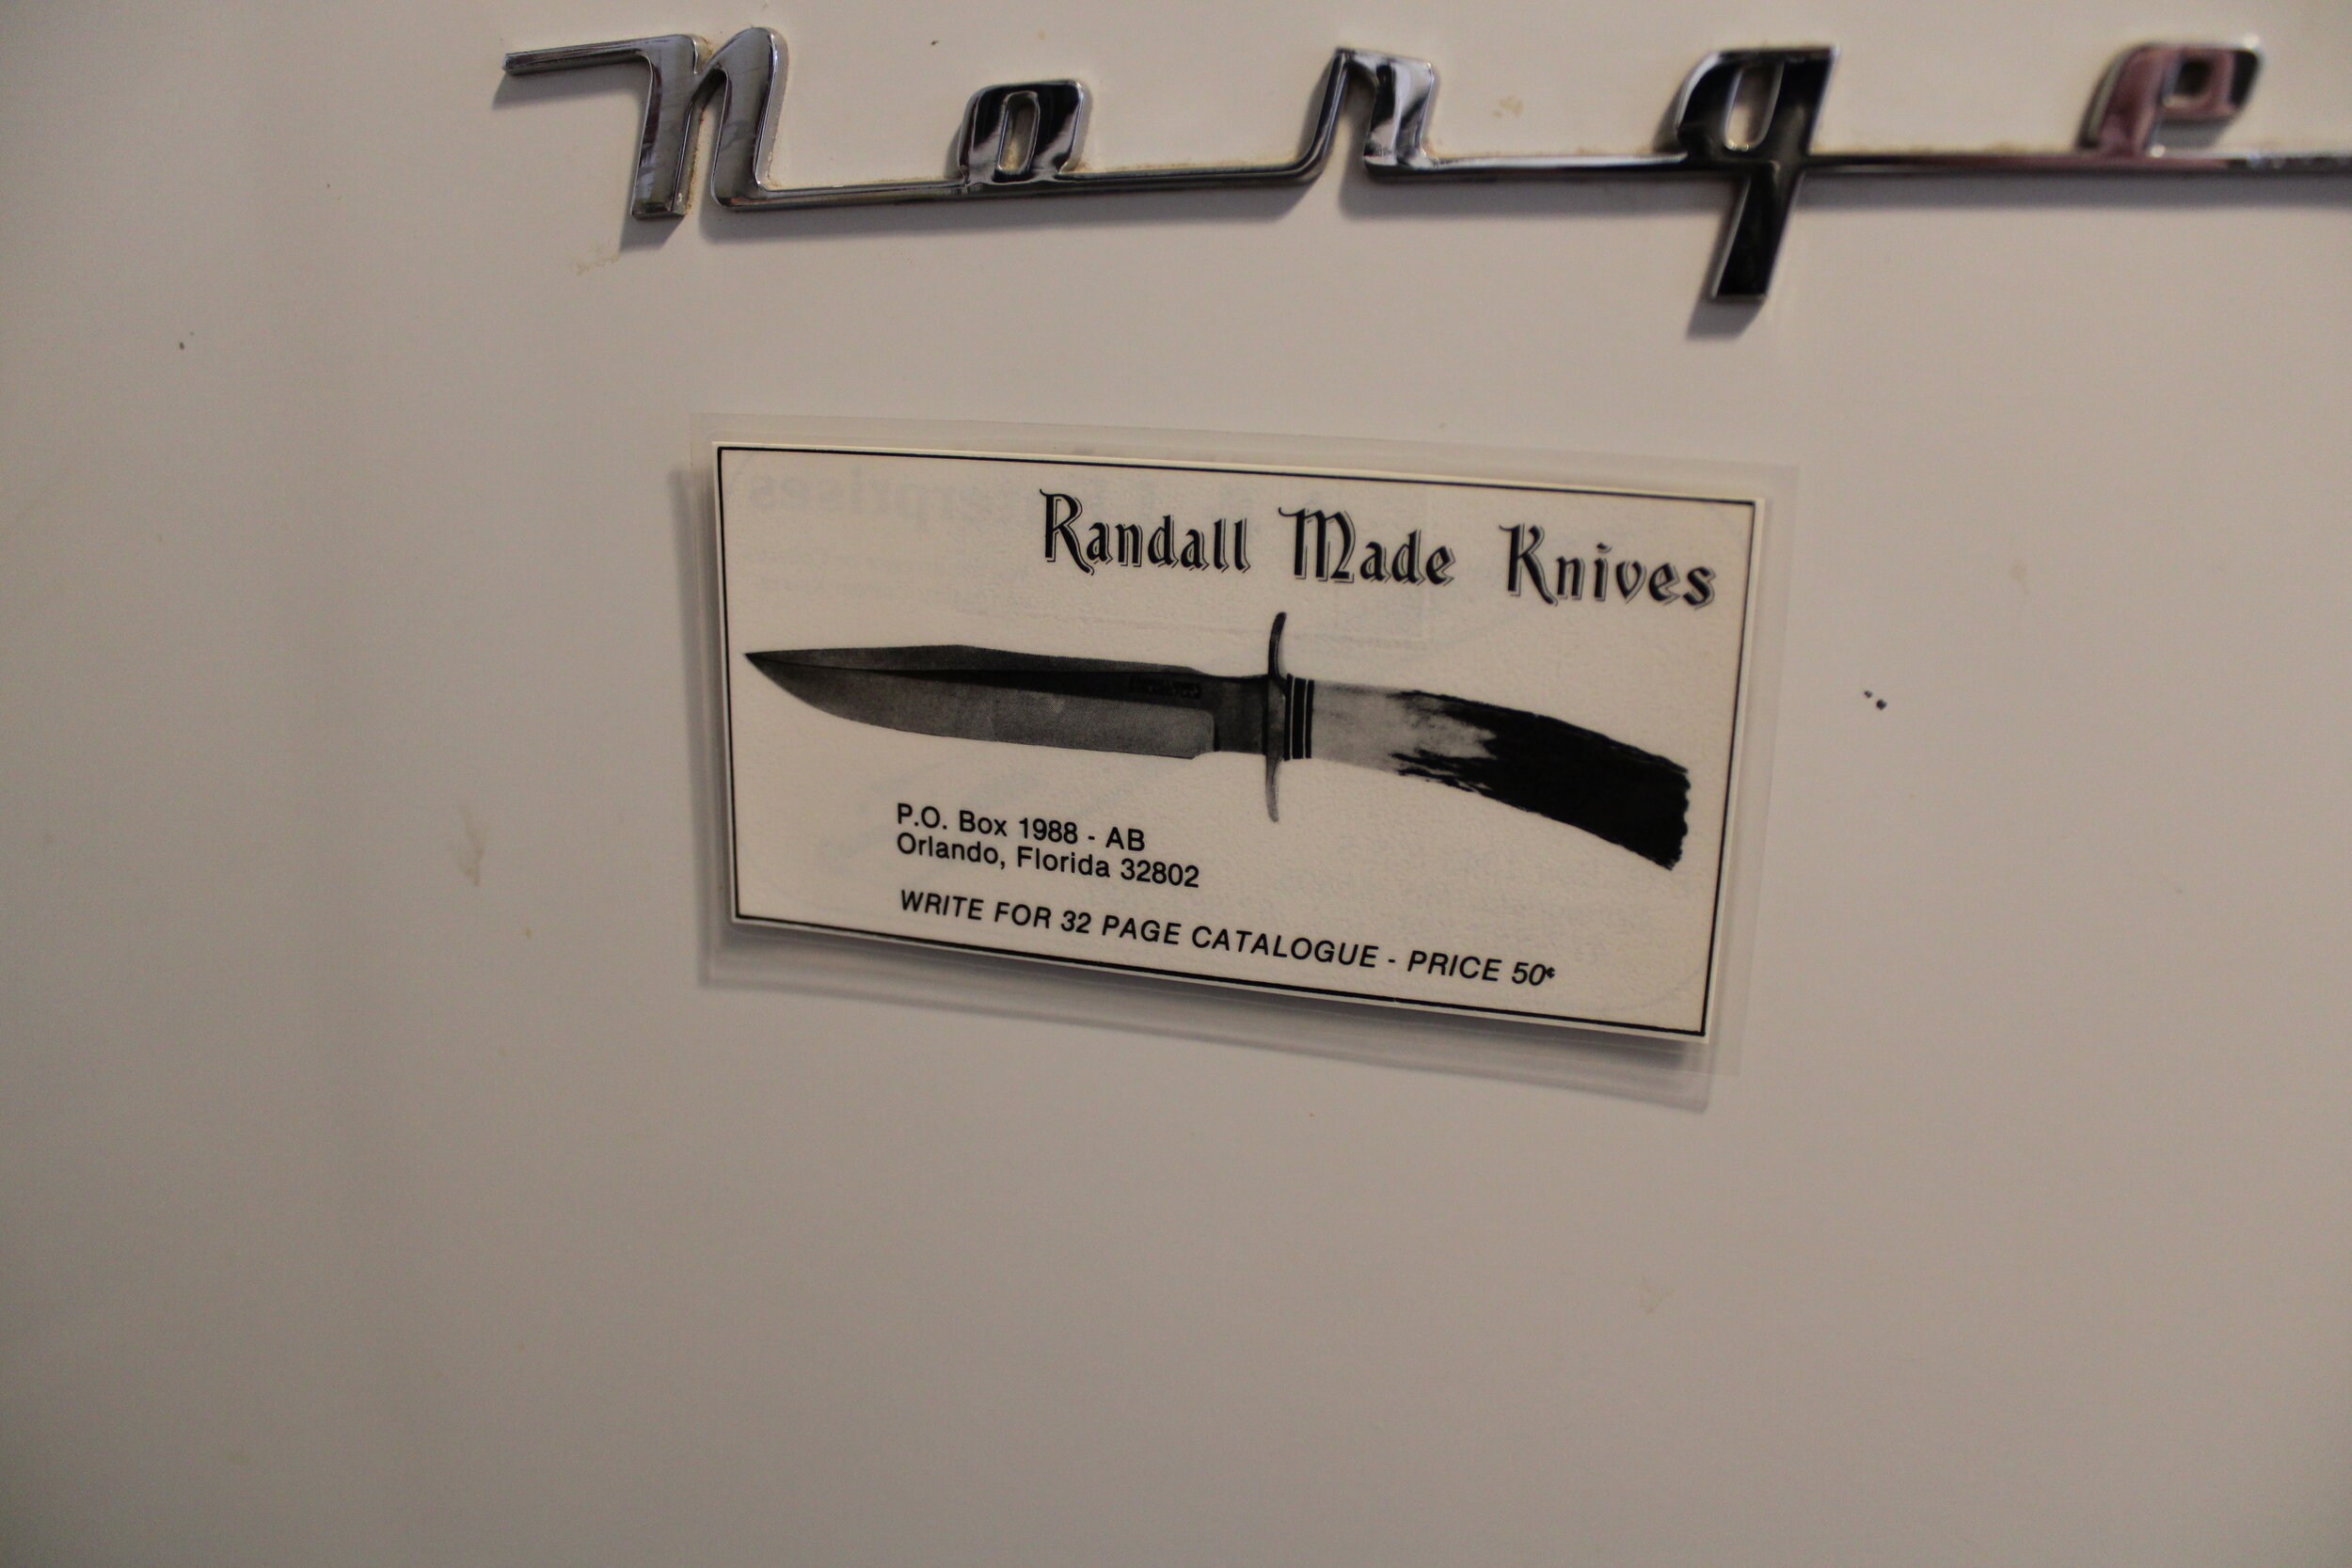 norge
Randall Made Knives
P.O. Box 1988 - AB
Orlando, Florida 32802
WRITE FOR 32 PAGE CATALOGUE - PRICE 50¢